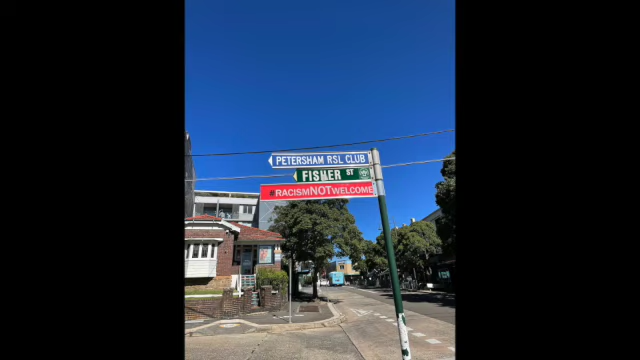 PETERSHAM RSL CLUB
FISHER ST
#RACISMNOTWELCOME